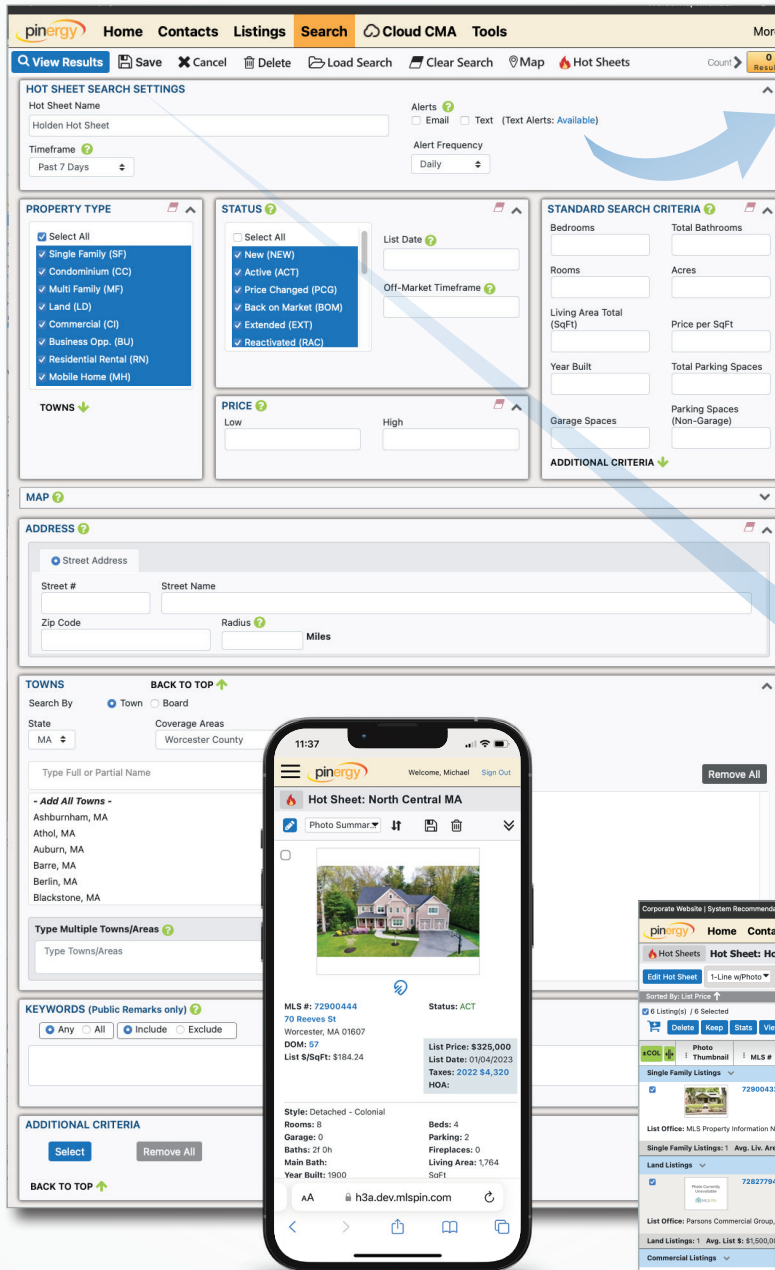 pinergy Home Contacts Listings Search Cloud CMA Tools
View Results Save Cancel Delete Load Search Clear Search Map Hot Sheets Count 0
HOT SHEET SEARCH SETTINGS
Hot Sheet Name
Holden Hot Sheet
Timeframe
Past 7 Days
Alerts
Email Text (Text Alerts: Available)
Alert Frequency
Daily
PROPERTY TYPE
Select All
Single Family (SF)
Condominium (CC)
Multi Family (MF)
Land (LD)
Commercial (CI)
Business Opp. (BU)
Residential Rental (RN)
Mobile Home (MH)
TOWNS
STATUS
Select All
New (NEW)
Active (ACT)
Price Changed (PCG)
Back on Market (BOM)
Extended (EXT)
Reactivated (RAC)
List Date
Off-Market Timeframe
PRICE
Low High
STANDARD SEARCH CRITERIA
Bedrooms Total Bathrooms
Rooms Acres
Living Area Total
(SqFt) Price per SqFt
Year Built Total Parking Spaces
Garage Spaces Parking Spaces
(Non-Garage)
ADDITIONAL CRITERIA
MAP
ADDRESS
Street Address
Street # Street Name
Zip Code Radius
Miles
TOWNS BACK TO TOP
Search By Town Board
State Coverage Areas
MA Worcester County
Type Full or Partial Name
Remove All
- Add All Towns -
Ashburnham, MA
Athol, MA
Auburn, MA
Barre, MA
Berlin, MA
Blackstone, MA
Type Multiple Towns/Areas
Type Towns/Areas
KEYWORDS (Public Remarks only)
Any All Include Exclude
ADDITIONAL CRITERIA
Select Remove All
BACK TO TOP
11:37
pinergy Welcome, Michael Sign Out
Hot Sheet: North Central MA
Photo Summar
MLS #: 72900444 Status: ACT
70 Reeves St
Worcester, MA 01607
DOM: 57
List $/SqFt: $184.24
List Price: $325,000
List Date: 01/04/2023
Taxes: 2022 $4,320
HOA:
Style: Detached - Colonial
Rooms: 8 Beds: 4
Garage: 0 Parking: 2
Baths: 2f 0h Fireplaces: 0
Main Bath: Living Area: 1,764
Year Built: 1900 SqFt
AA h3a.dev.mlspin.com
Corporate Website | System
pinergy Home
Hot Sheets Hot Sheet:
Edit Hot Sheet 1-Line w/Photo
Sorted By: List Price
6 Listing(s) / 6 Selected
Delete Keep Stats
±COL Photo
Thumbnail MLS #
Single Family Listings
List Office: MLS Property Information
Single Family Listings: 1 Avg. Liv.
Land Listings
72827794
Photo Currently
Unavailable
List Office: Parsons Commercial Group,
Land Listings: 1 Avg. List $:
Commercial Listings